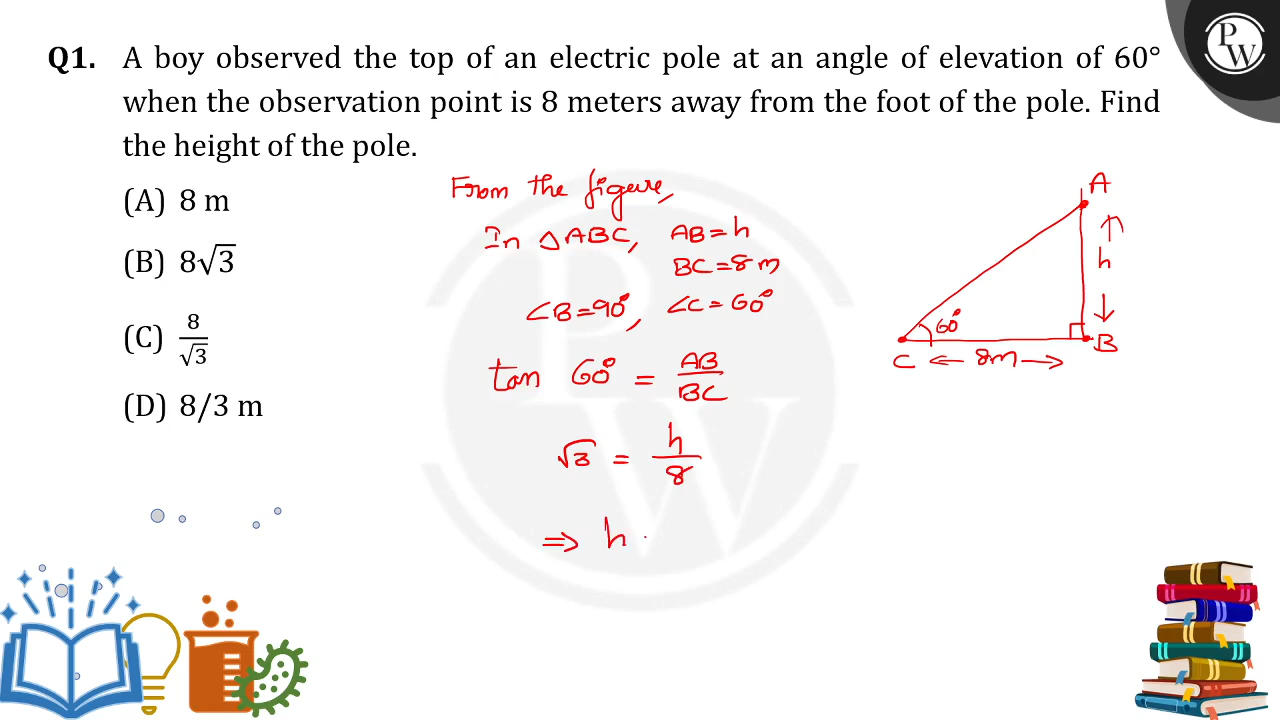 Q1. A boy observed the top of an electric pole at an angle of elevation of 60°
when the observation point is 8 meters away from the foot of the pole. Find
the height of the pole.
(A) 8 m
(B) 8√3
(C) 8/√3
(D) 8/3 m
From the figure,
In △ABC, AB = h
BC = 8 m
∠B = 90°, ∠C = 60°
tan 60° = AB/BC
√3 = h/8
⇒ h
A
h
60°
B
C ← 8m →
PW
PW